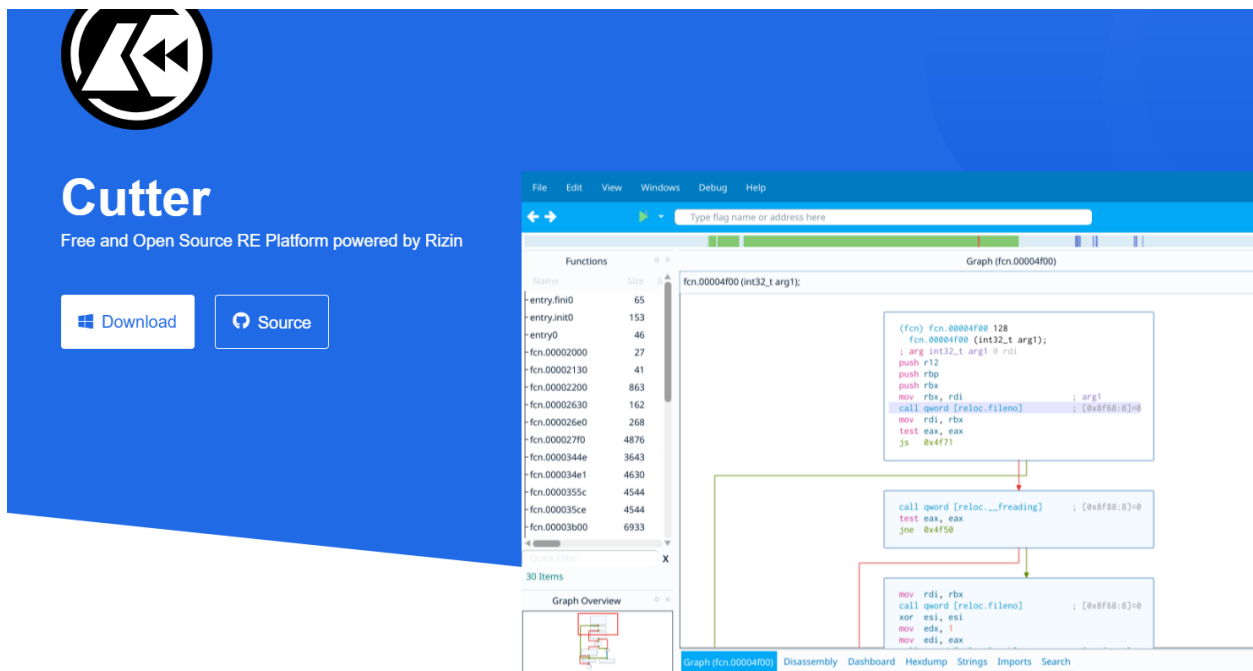 Cutter
Free and Open Source RE Platform powered by Rizin
Download
Source
File Edit View Windows Debug Help
Type flag name or address here
Functions
Name Size
entry.fini0 65
entry.init0 153
entry0 46
fcn.00002000 27
fcn.00002130 41
fcn.00002200 863
fcn.00002630 162
fcn.000026e0 268
fcn.000027f0 4876
fcn.0000344e 3643
fcn.000034e1 4630
fcn.0000355c 4544
fcn.000035ce 4544
fcn.00003b00 6933
Quick Filter X
30 Items
Graph Overview
Graph (fcn.00004f00)
fcn.00004f00 (int32_t arg1);
(fcn) fcn.00004f00 128
fcn.00004f00 (int32_t arg1);
; arg int32_t arg1 @ rdi
push r12
push rbp
push rbx
mov rbx, rdi ; arg1
call qword [reloc.fileno] ; [0x8f68:8]=0
mov rdi, rbx
test eax, eax
js 0x4f71
call qword [reloc.__freading] ; [0x8f88:8]=0
test eax, eax
jne 0x4f50
mov rdi, rbx
call qword [reloc.fileno] ; [0x8f68:8]=0
xor esi, esi
mov edx, 1
mov edi, eax
Graph (fcn.00004f00) Disassembly Dashboard Hexdump Strings Imports Search